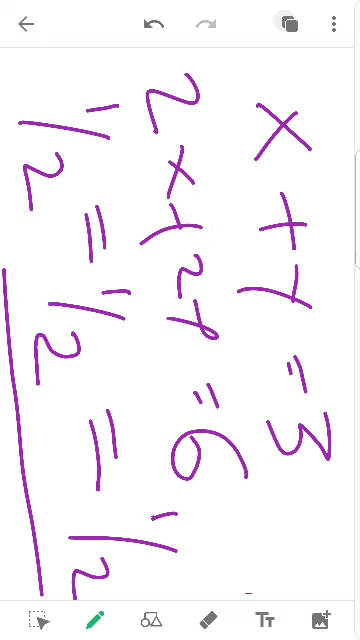 x + y = 3
2x + 2y = 6
1/2 = 1/2 = 1/2